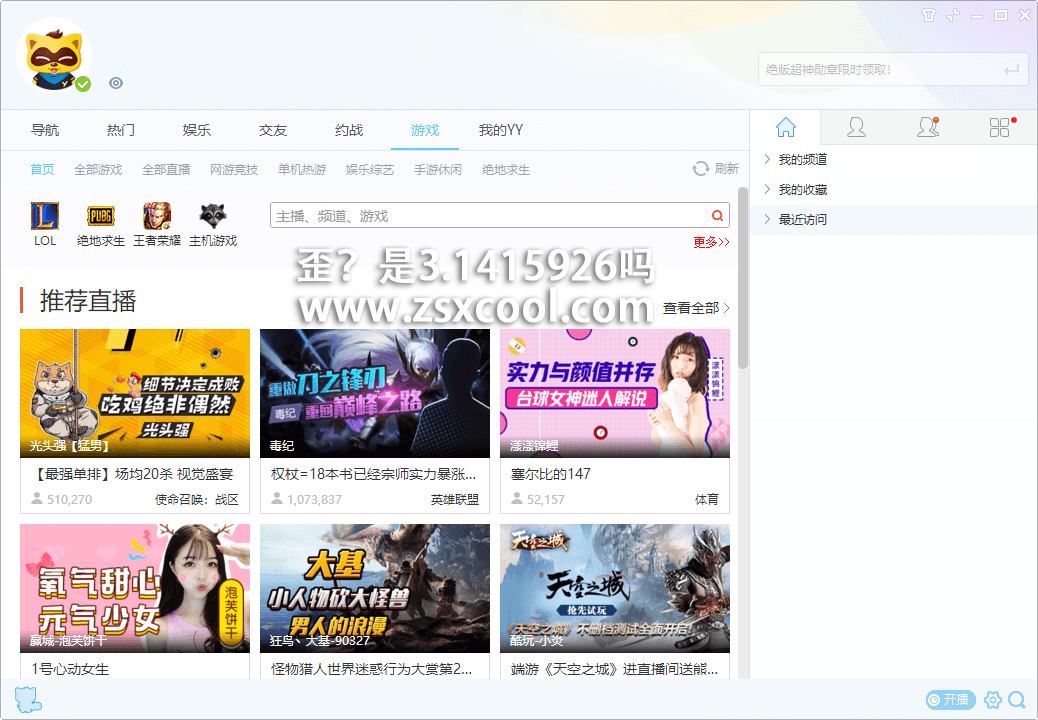 绝版超神勋章限时领取!
导航 热门 娱乐 交友 约战 游戏 我的YY
首页 全部游戏 全部直播 网游竞技 单机热游 娱乐综艺 手游休闲 绝地求生 刷新
我的频道
我的收藏
最近访问
L
PUBG
LOL 绝地求生 王者荣耀 主机游戏
主播、频道、游戏
更多>>
歪? 是3.1415926吗
www.zsxcool.com
推荐直播
查看全部
细节决定成败
吃鸡绝非偶然
光头强
光头强【猛男】
重做刀之锋刃
毒纪 重回巅峰之路
毒纪
实力与颜值并存
台球女神迷人解说
漾漾锦鲤
漾漾锦鲤
【最强单排】场均20杀 视觉盛宴
510,270 使命召唤：战区
权杖=18本书已经宗师实力暴涨...
1,073,837 英雄联盟
塞尔比的147
52,157 体育
氧气甜心
元气少女
泡芙饼干
赢城-泡芙饼干
大基
小人物砍大怪兽
男人的浪漫
狂鸟丶大基-90327
天空之城
天空之城
抢先试玩
《天空之城》不删档测试全面开启!
酷玩-小炎
1号心动女生
怪物猎人世界迷惑行为大赏第2...
端游《天空之城》进直播间送熊...
开播